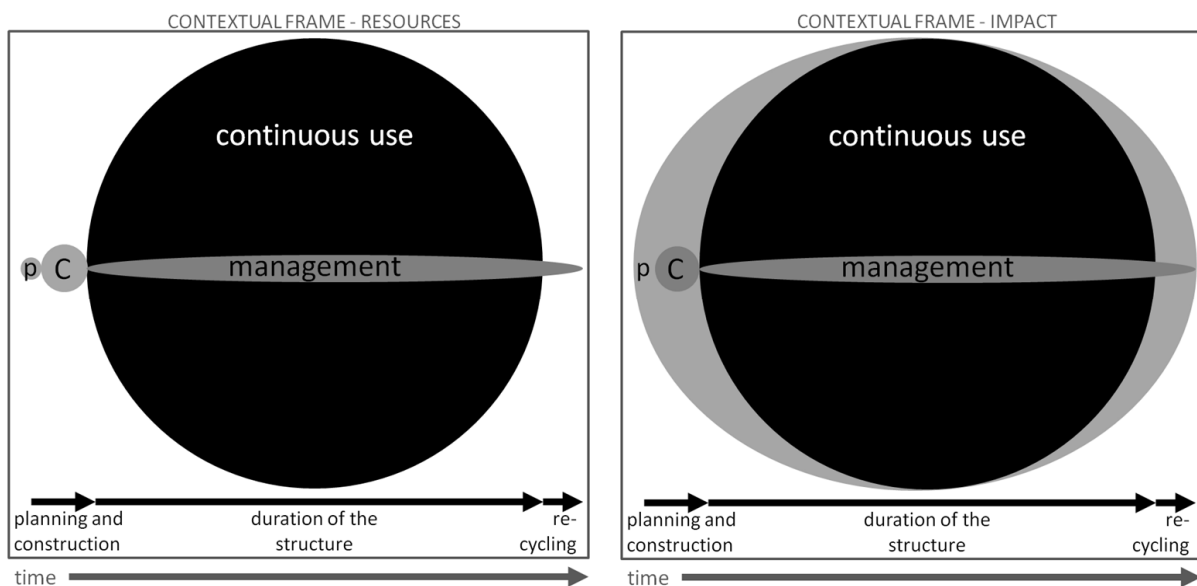 CONTEXTUAL FRAME - RESOURCES
continuous use
p
C
management
planning and
construction
duration of the
structure
re-
cycling
time
CONTEXTUAL FRAME - IMPACT
continuous use
p
C
management
planning and
construction
duration of the
structure
re-
cycling
time